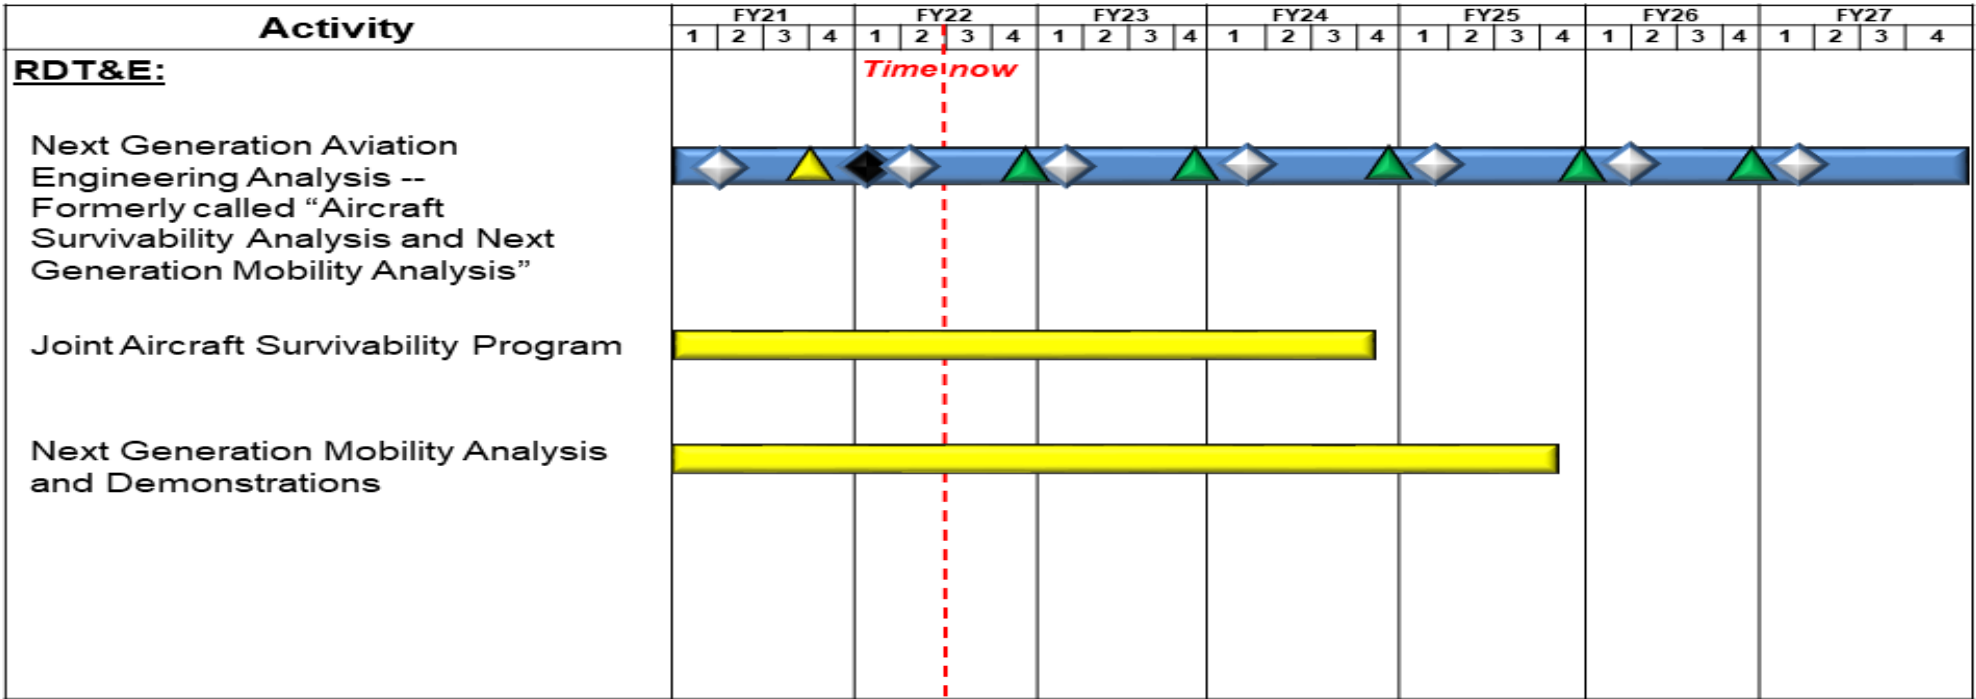 Activity
FY21 FY22 FY23 FY24 FY25 FY26 FY27
1 2 3 4 1 2 3 4 1 2 3 4 1 2 3 4 1 2 3 4 1 2 3 4 1 2 3 4
RDT&E:
Time now
Next Generation Aviation
Engineering Analysis --
Formerly called “Aircraft
Survivability Analysis and Next
Generation Mobility Analysis”
Joint Aircraft Survivability Program
Next Generation Mobility Analysis
and Demonstrations